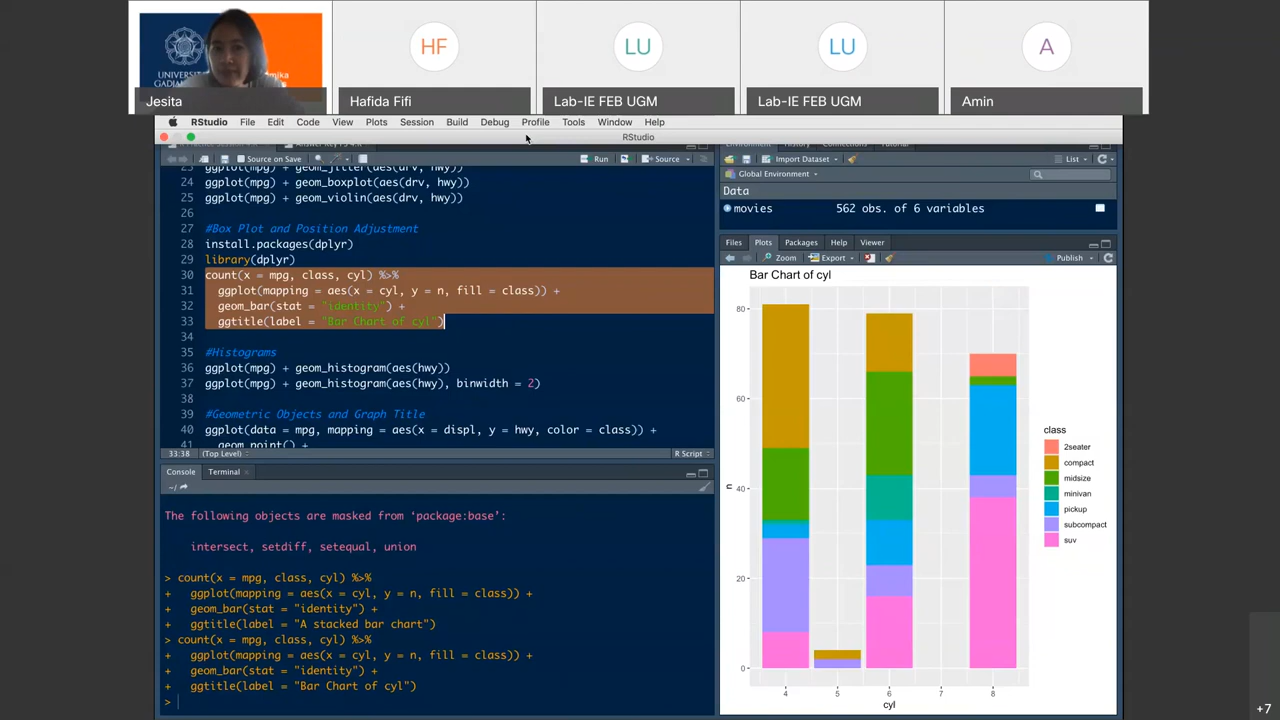 UNIVERSITAS
GADJAH
Jesita
HF
Hafida Fifi
LU
Lab-IE FEB UGM
LU
Lab-IE FEB UGM
A
Amin
RStudio File Edit Code View Plots Session Build Debug Profile Tools Window Help
RStudio
Source on Save Run Source
24 ggplot(mpg) + geom_boxplot(aes(drv, hwy))
25 ggplot(mpg) + geom_violin(aes(drv, hwy))
26
27 #Box Plot and Position Adjustment
28 install.packages(dplyr)
29 library(dplyr)
30 count(x = mpg, class, cyl) %>%
31 ggplot(mapping = aes(x = cyl, y = n, fill = class)) +
32 geom_bar(stat = "identity") +
33 ggtitle(label = "Bar Chart of cyl")
34
35 #Histograms
36 ggplot(mpg) + geom_histogram(aes(hwy))
37 ggplot(mpg) + geom_histogram(aes(hwy), binwidth = 2)
38
39 #Geometric Objects and Graph Title
40 ggplot(data = mpg, mapping = aes(x = displ, y = hwy, color = class)) +
41 geom_point() +
33:38 (Top Level) R Script
Console Terminal
~/
The following objects are masked from ‘package:base’:
intersect, setdiff, setequal, union
> count(x = mpg, class, cyl) %>%
+ ggplot(mapping = aes(x = cyl, y = n, fill = class)) +
+ geom_bar(stat = "identity") +
+ ggtitle(label = "A stacked bar chart")
> count(x = mpg, class, cyl) %>%
+ ggplot(mapping = aes(x = cyl, y = n, fill = class)) +
+ geom_bar(stat = "identity") +
+ ggtitle(label = "Bar Chart of cyl")
>
Import Dataset List
Global Environment
Data
movies 562 obs. of 6 variables
Files Plots Packages Help Viewer
Zoom Export Publish
Bar Chart of cyl
80
60
40
20
0
n
4 5 6 7 8
cyl
class
2seater
compact
midsize
minivan
pickup
subcompact
suv
+7